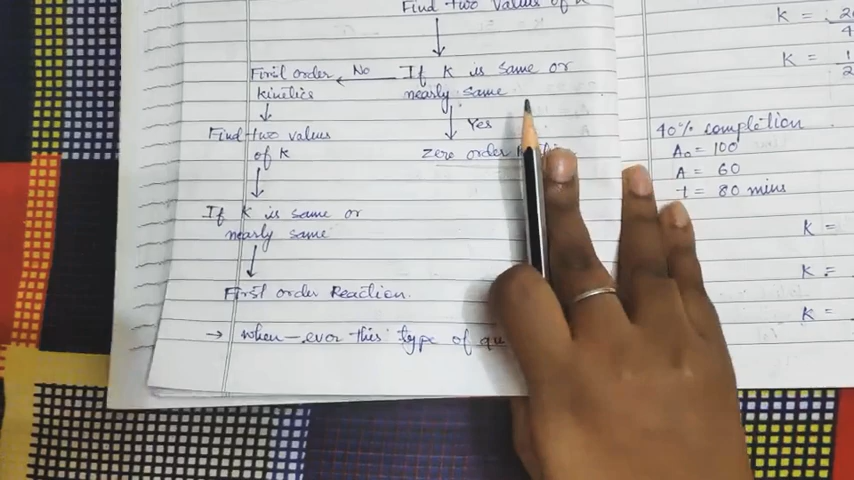 Find two values of K
If K is same or
nearly same
No
First order
kinetics
Yes
Zero order
Find two values
of K
If K is same or
nearly same
First order Reaction.
→ when-ever this type of
K =
K =
40% completion
A₀ = 100
A = 60
t = 80 mins
K =
K =
K =